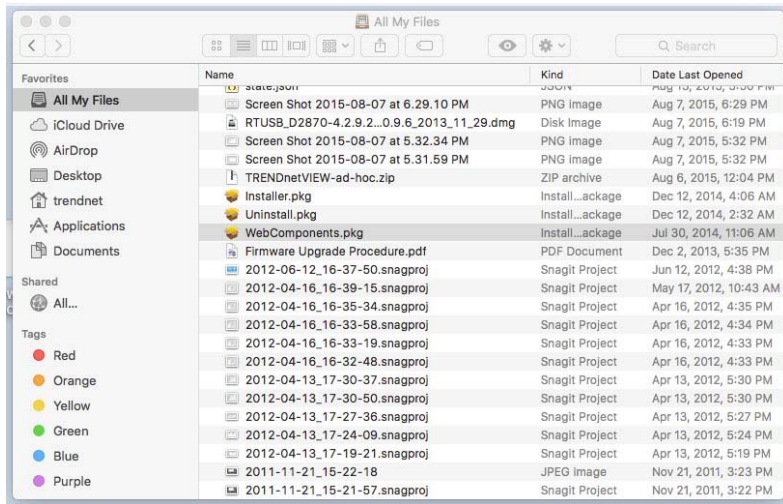 All My Files
Search
Favorites
All My Files
iCloud Drive
AirDrop
Desktop
trendnet
Applications
Documents
Shared
All...
Tags
Red
Orange
Yellow
Green
Blue
Purple
Name Kind Date Last Opened
state.json JSON Aug 13, 2015, 3:50 PM
Screen Shot 2015-08-07 at 6.29.10 PM PNG image Aug 7, 2015, 6:29 PM
RTUSB_D2870-4.2.9.2...0.9.6_2013_11_29.dmg Disk Image Aug 7, 2015, 6:19 PM
Screen Shot 2015-08-07 at 5.32.34 PM PNG image Aug 7, 2015, 5:32 PM
Screen Shot 2015-08-07 at 5.31.59 PM PNG image Aug 7, 2015, 5:32 PM
TRENDnetVIEW-ad-hoc.zip ZIP archive Aug 6, 2015, 12:04 PM
Installer.pkg Install...ackage Dec 12, 2014, 4:06 AM
Uninstall.pkg Install...ackage Dec 12, 2014, 2:32 AM
WebComponents.pkg Install...ackage Jul 30, 2014, 11:06 AM
Firmware Upgrade Procedure.pdf PDF Document Dec 2, 2013, 5:35 PM
2012-06-12_16-37-50.snagproj Snagit Project Jun 12, 2012, 4:38 PM
2012-04-16_16-39-15.snagproj Snagit Project May 17, 2012, 10:43 AM
2012-04-16_16-35-34.snagproj Snagit Project Apr 16, 2012, 4:35 PM
2012-04-16_16-33-58.snagproj Snagit Project Apr 16, 2012, 4:34 PM
2012-04-16_16-33-19.snagproj Snagit Project Apr 16, 2012, 4:33 PM
2012-04-16_16-32-48.snagproj Snagit Project Apr 16, 2012, 4:33 PM
2012-04-13_17-30-37.snagproj Snagit Project Apr 13, 2012, 5:30 PM
2012-04-13_17-30-50.snagproj Snagit Project Apr 13, 2012, 5:30 PM
2012-04-13_17-27-36.snagproj Snagit Project Apr 13, 2012, 5:27 PM
2012-04-13_17-24-09.snagproj Snagit Project Apr 13, 2012, 5:24 PM
2012-04-13_17-19-21.snagproj Snagit Project Apr 13, 2012, 5:19 PM
2011-11-21_15-22-18 JPEG image Nov 21, 2011, 3:23 PM
2011-11-21_15-21-57.snagproj Snagit Project Nov 21, 2011, 3:22 PM